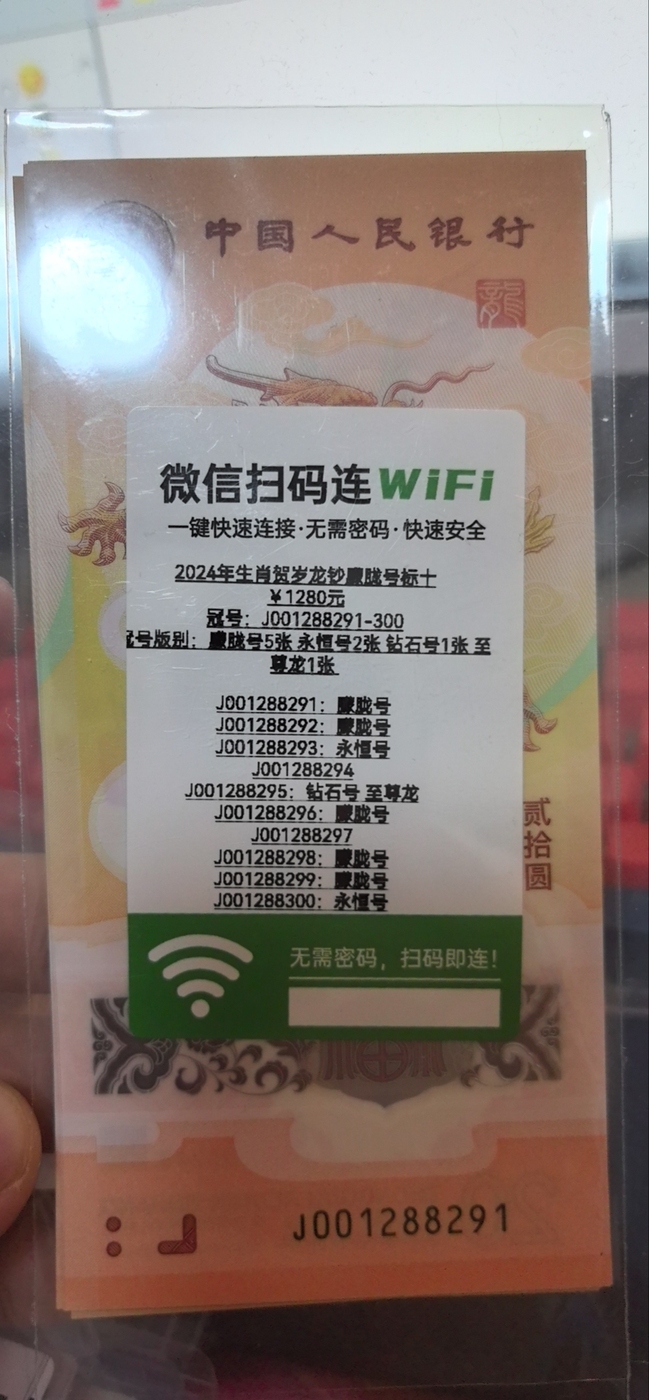 中国人民银行
龍
微信扫码连WiFi
一键快速连接·无需密码·快速安全
2024年生肖贺岁龙钞朦胧号标十
¥1280元
冠号：J001288291-300
冠号版别：朦胧号5张 永恒号2张 钻石号1张 至
尊龙1张
J001288291：朦胧号
J001288292：朦胧号
J001288293：永恒号
J001288294
J001288295：钻石号 至尊龙
J001288296：朦胧号
J001288297
J001288298：朦胧号
J001288299：朦胧号
J001288300：永恒号
贰拾圆
无需密码，扫码即连！
福
J001288291